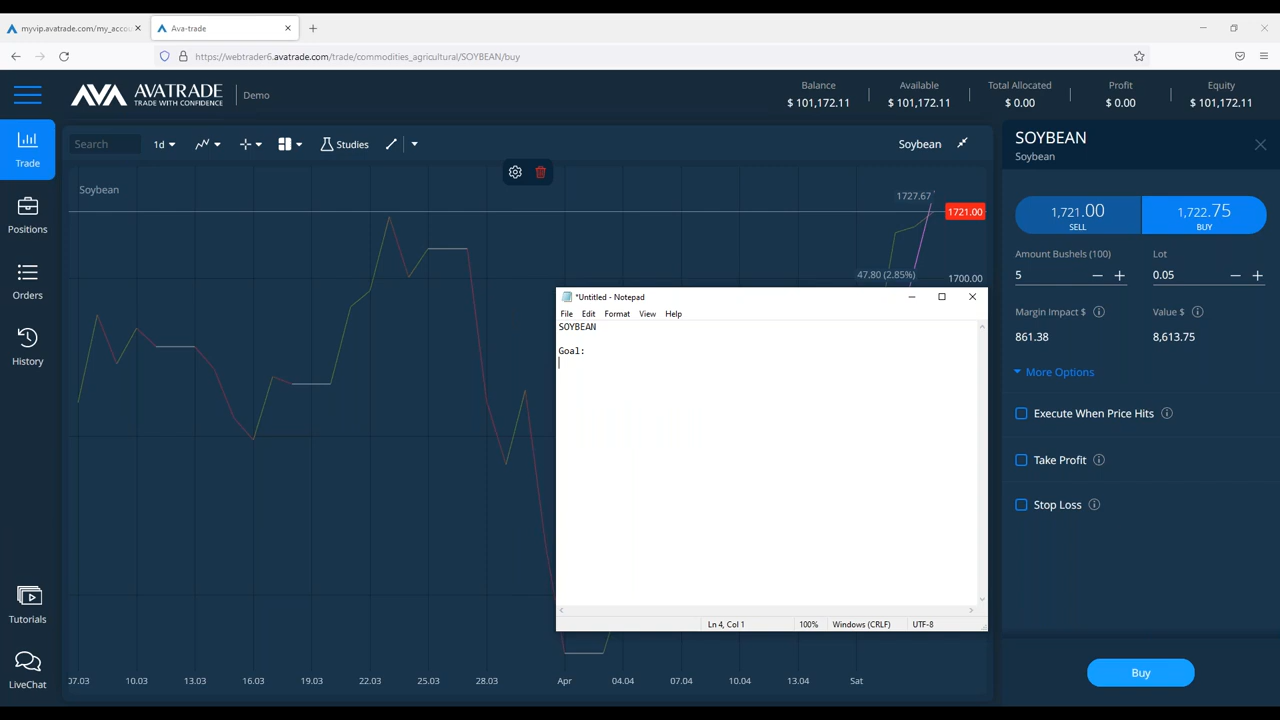 myvip.avatrade.com/my_acco
Ava-trade
https://webtrader6.avatrade.com/trade/commodities_agricultural/SOYBEAN/buy
AVA AVATRADE
TRADE WITH CONFIDENCE
Demo
Balance
$ 101,172.11
Available
$ 101,172.11
Total Allocated
$ 0.00
Profit
$ 0.00
Equity
$ 101,172.11
Trade
Positions
Orders
History
Tutorials
LiveChat
Search
1d
Studies
Soybean
Soybean
1727.67
1721.00
1700.00
47.80 (2.85%)
*Untitled - Notepad
File Edit Format View Help
SOYBEAN
Goal:
Ln 4, Col 1
100%
Windows (CRLF)
UTF-8
07.03 10.03 13.03 16.03 19.03 22.03 25.03 28.03 Apr 04.04 07.04 10.04 13.04 Sat
SOYBEAN
Soybean
1,721.00
SELL
1,722.75
BUY
Amount Bushels (100)
5
Lot
0.05
Margin Impact $
861.38
Value $
8,613.75
More Options
Execute When Price Hits
Take Profit
Stop Loss
Buy